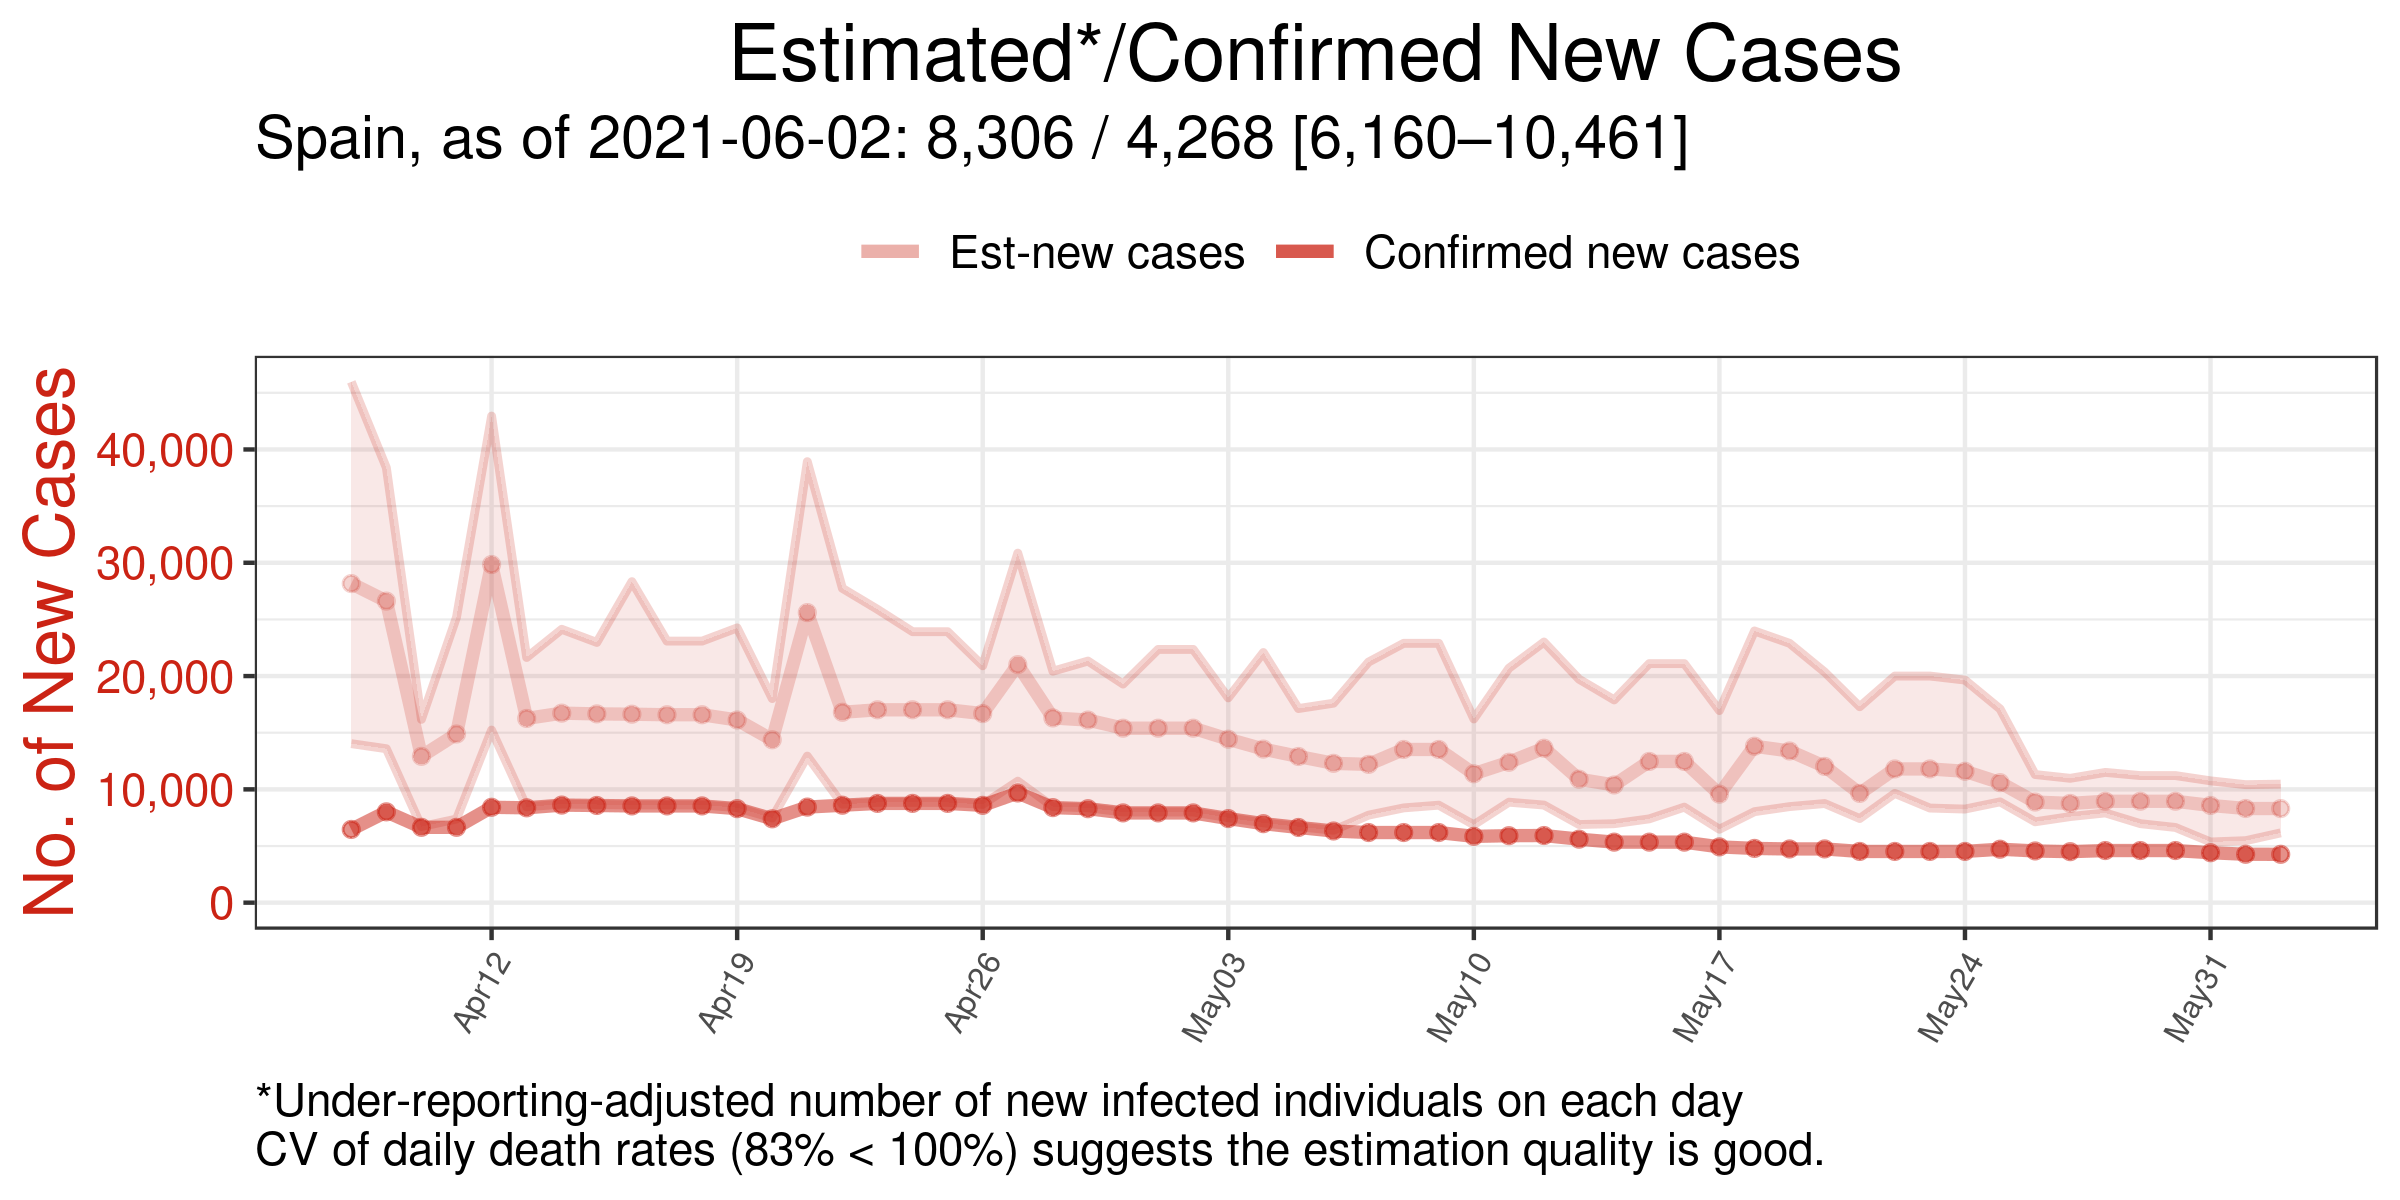 Estimated*/Confirmed New Cases
Spain, as of 2021-06-02: 8,306 / 4,268 [6,160–10,461]
Est-new cases
Confirmed new cases
No. of New Cases
40,000
30,000
20,000
10,000
0
Apr12
Apr19
Apr26
May03
May10
May17
May24
May31
*Under-reporting-adjusted number of new infected individuals on each day
CV of daily death rates (83% < 100%) suggests the estimation quality is good.